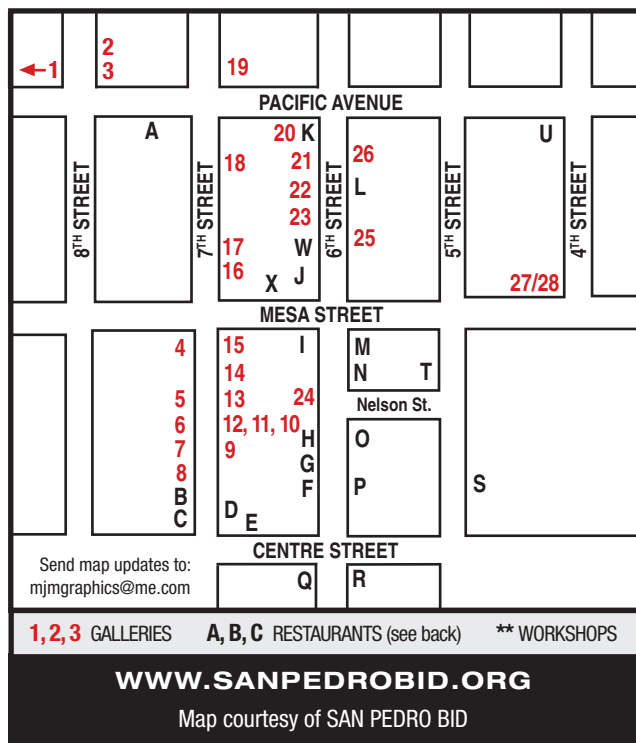 2
←1 3 19
PACIFIC AVENUE
A 20 K U
18 21 26
22 L
23
8TH STREET 7TH STREET 6TH STREET 5TH STREET 4TH STREET
17 W 25
16 X J 27/28
MESA STREET
4 15 I M
14 N T
5 13 24 Nelson St.
6 12, 11, 10
7 9 H O
8 G
B F P S
C D E
CENTRE STREET
Send map updates to:
mjmgraphics@me.com
Q R
1, 2, 3 GALLERIES A, B, C RESTAURANTS (see back) ** WORKSHOPS
WWW.SANPEDROBID.ORG
Map courtesy of SAN PEDRO BID